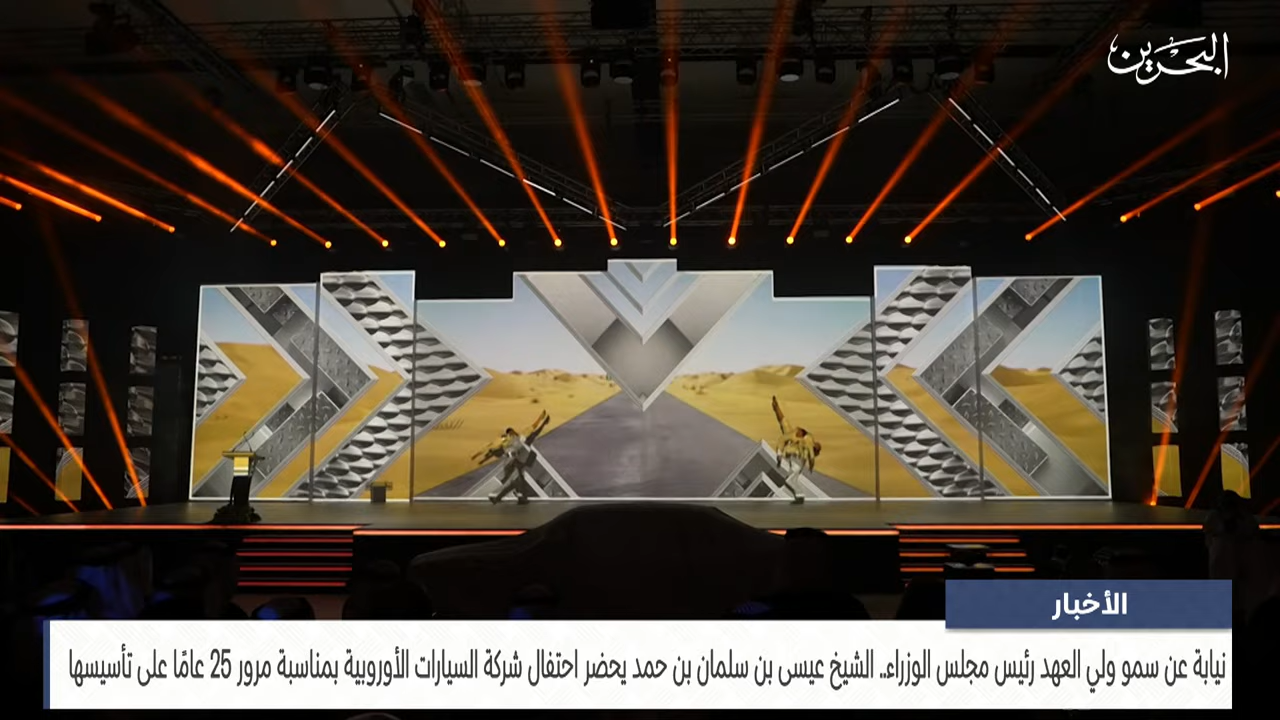 البحرين
الأخبار
نيابة عن سمو ولي العهد رئيس مجلس الوزراء.. الشيخ عيسى بن سلمان بن حمد يحضر احتفال شركة السيارات الأوروبية بمناسبة مرور 25 عامًا على تأسيسها